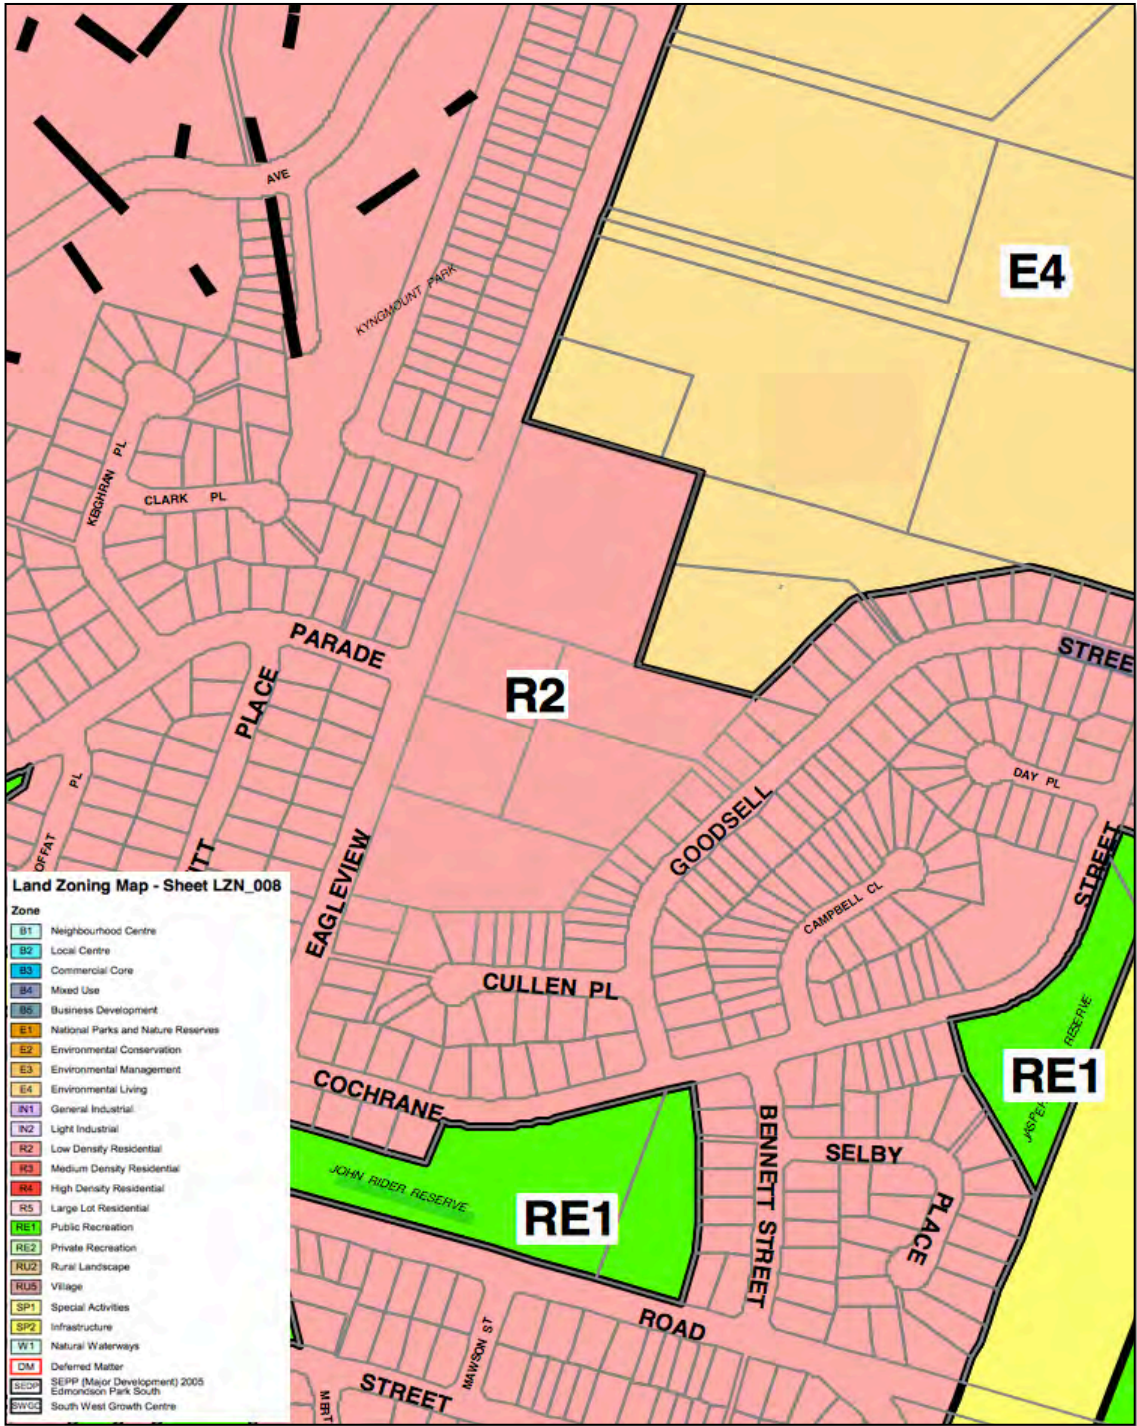 AVE
KYNGMOUNT PARK
E4
KEGHRAN PL
CLARK PL
PARADE
PLACE
R2
STREE
DAY PL
PL
OFFAT
ITT
EAGLEVIEW
GOODSELL
STREET
CAMPBELL CL
CULLEN PL
COCHRANE
JASPER RESERVE
RE1
BENNETT STREET
SELBY
PLACE
JOHN RIDER RESERVE
RE1
ROAD
MAWSON ST
STREET
Land Zoning Map - Sheet LZN_008
Zone
B1 Neighbourhood Centre
B2 Local Centre
B3 Commercial Core
B4 Mixed Use
B5 Business Development
E1 National Parks and Nature Reserves
E2 Environmental Conservation
E3 Environmental Management
E4 Environmental Living
IN1 General Industrial
IN2 Light Industrial
R2 Low Density Residential
R3 Medium Density Residential
R4 High Density Residential
R5 Large Lot Residential
RE1 Public Recreation
RE2 Private Recreation
RU2 Rural Landscape
RU5 Village
SP1 Special Activities
SP2 Infrastructure
W1 Natural Waterways
DM Deferred Matter
SEDP SEPP (Major Development) 2005
Edmondson Park South
SWGC South West Growth Centre